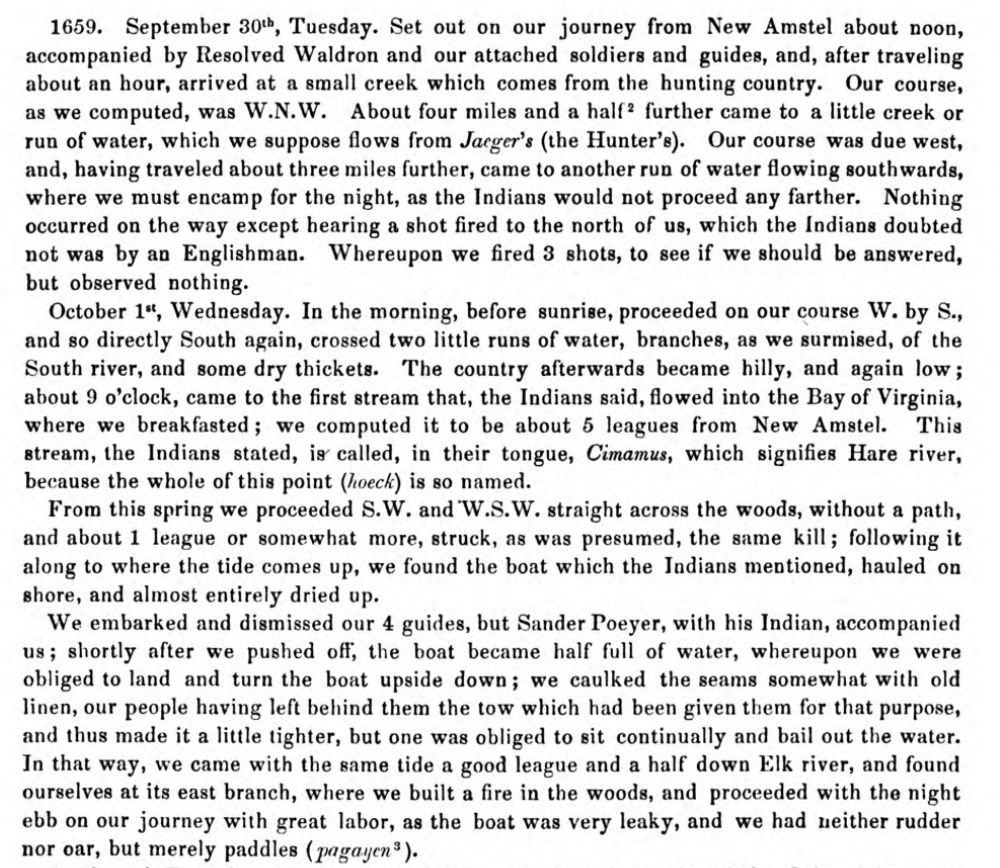 1659. September 30th, Tuesday. Set out on our journey from New Amstel about noon,
accompanied by Resolved Waldron and our attached soldiers and guides, and, after traveling
about an hour, arrived at a small creek which comes from the hunting country. Our course,
as we computed, was W.N.W. About four miles and a half² further came to a little creek or
run of water, which we suppose flows from Jaeger's (the Hunter's). Our course was due west,
and, having traveled about three miles further, came to another run of water flowing southwards,
where we must encamp for the night, as the Indians would not proceed any farther. Nothing
occurred on the way except hearing a shot fired to the north of us, which the Indians doubted
not was by an Englishman. Whereupon we fired 3 shots, to see if we should be answered,
but observed nothing.
October 1st, Wednesday. In the morning, before sunrise, proceeded on our course W. by S.,
and so directly South again, crossed two little runs of water, branches, as we surmised, of the
South river, and some dry thickets. The country afterwards became hilly, and again low;
about 9 o'clock, came to the first stream that, the Indians said, flowed into the Bay of Virginia,
where we breakfasted; we computed it to be about 5 leagues from New Amstel. This
stream, the Indians stated, is called, in their tongue, Cimamus, which signifies Hare river,
because the whole of this point (hoeck) is so named.
From this spring we proceeded S.W. and W.S.W. straight across the woods, without a path,
and about 1 league or somewhat more, struck, as was presumed, the same kill; following it
along to where the tide comes up, we found the boat which the Indians mentioned, hauled on
shore, and almost entirely dried up.
We embarked and dismissed our 4 guides, but Sander Poeyer, with his Indian, accompanied
us; shortly after we pushed off, the boat became half full of water, whereupon we were
obliged to land and turn the boat upside down; we caulked the seams somewhat with old
linen, our people having left behind them the tow which had been given them for that purpose,
and thus made it a little tighter, but one was obliged to sit continually and bail out the water.
In that way, we came with the same tide a good league and a half down Elk river, and found
ourselves at its east branch, where we built a fire in the woods, and proceeded with the night
ebb on our journey with great labor, as the boat was very leaky, and we had neither rudder
nor oar, but merely paddles (pagayen³).